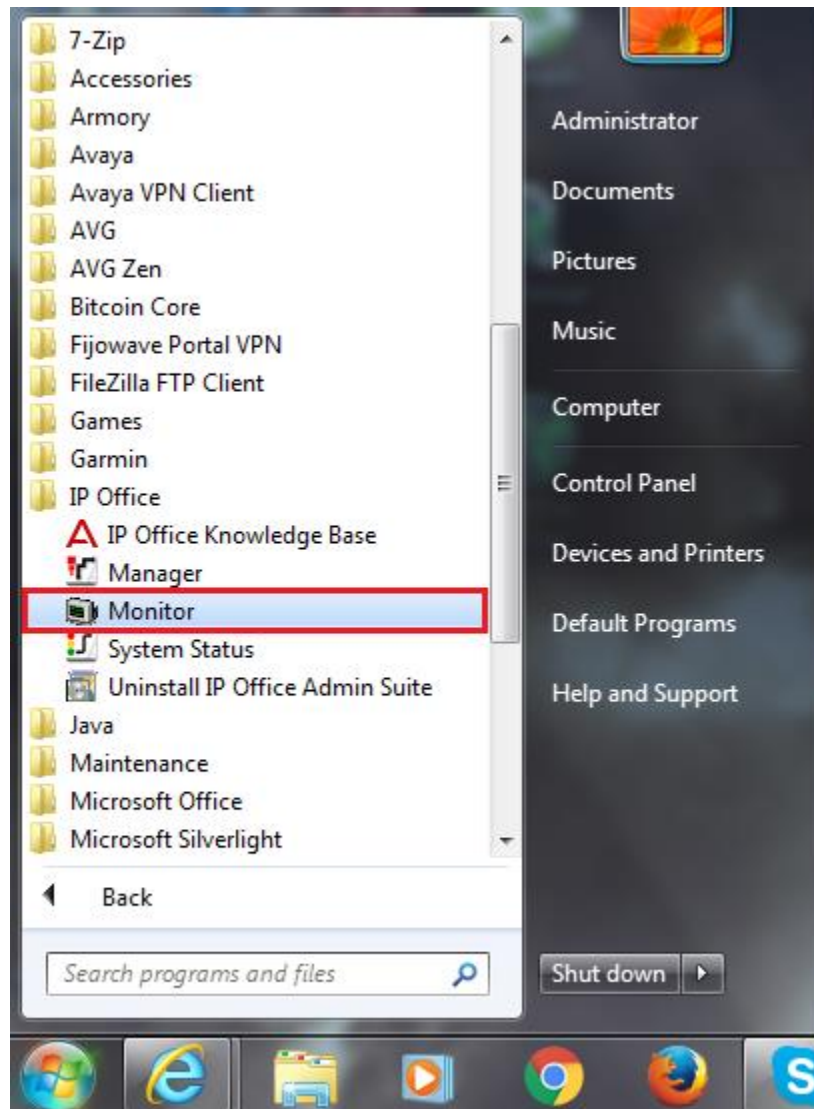 7-Zip
Accessories
Armory
Avaya
Avaya VPN Client
AVG
AVG Zen
Bitcoin Core
Fijowave Portal VPN
FileZilla FTP Client
Games
Garmin
IP Office
IP Office Knowledge Base
Manager
Monitor
System Status
Uninstall IP Office Admin Suite
Java
Maintenance
Microsoft Office
Microsoft Silverlight
Back
Search programs and files
Administrator
Documents
Pictures
Music
Computer
Control Panel
Devices and Printers
Default Programs
Help and Support
Shut down
S